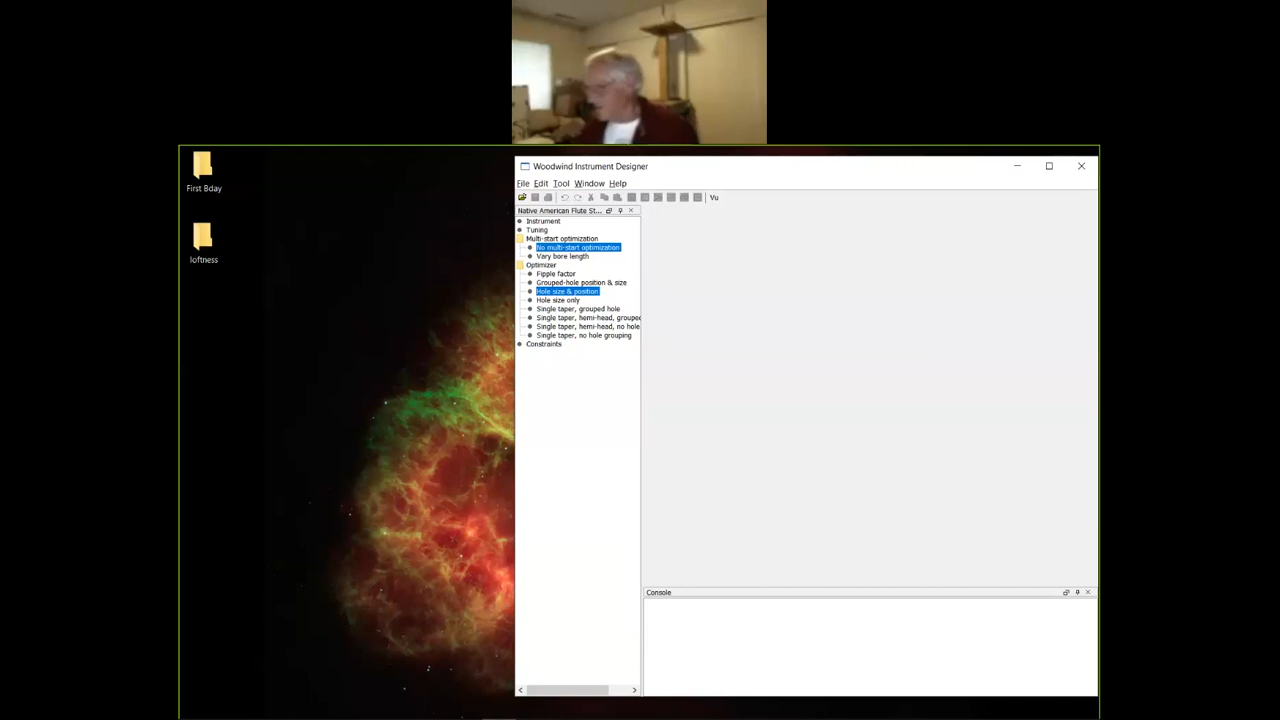 First Bday
loftness
Woodwind Instrument Designer
File Edit Tool Window Help
Vu
Native American Flute St...
Instrument
Tuning
Multi-start optimization
No multi-start optimization
Vary bore length
Optimizer
Fipple factor
Grouped-hole position & size
Hole size & position
Hole size only
Single taper, grouped hole
Single taper, hemi-head, grouped
Single taper, hemi-head, no hole
Single taper, no hole grouping
Constraints
Console